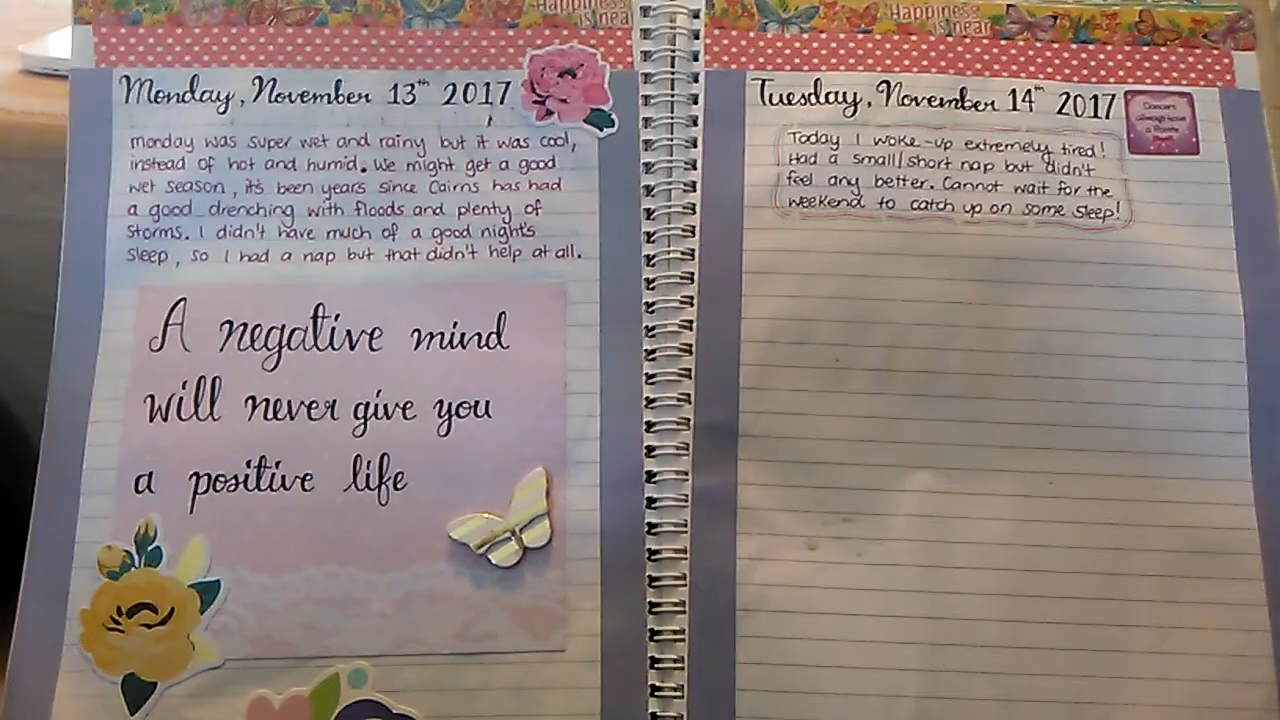 Happiness
is near
Monday, November 13th 2017
monday was super wet and rainy but it was cool,
instead of hot and humid. We might get a good
wet season, it's been years since Cairns has had
a good drenching with floods and plenty of
storms. I didn't have much of a good night's
sleep, so I had a nap but that didn't help at all.
A negative mind
will never give you
a positive life
Happiness
is near
Tuesday, November 14th 2017
Dancers
always have
a Pointe
Today I woke-up extremely tired!
Had a small/short nap but didn't
feel any better. Cannot wait for the
weekend to catch up on some sleep!